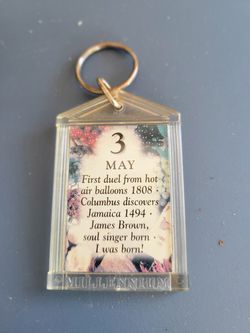 3
MAY
First duel from hot
air balloons 1808 ·
Columbus discovers
Jamaica 1494 ·
James Brown,
soul singer born ·
I was born!
MILLENNIUM